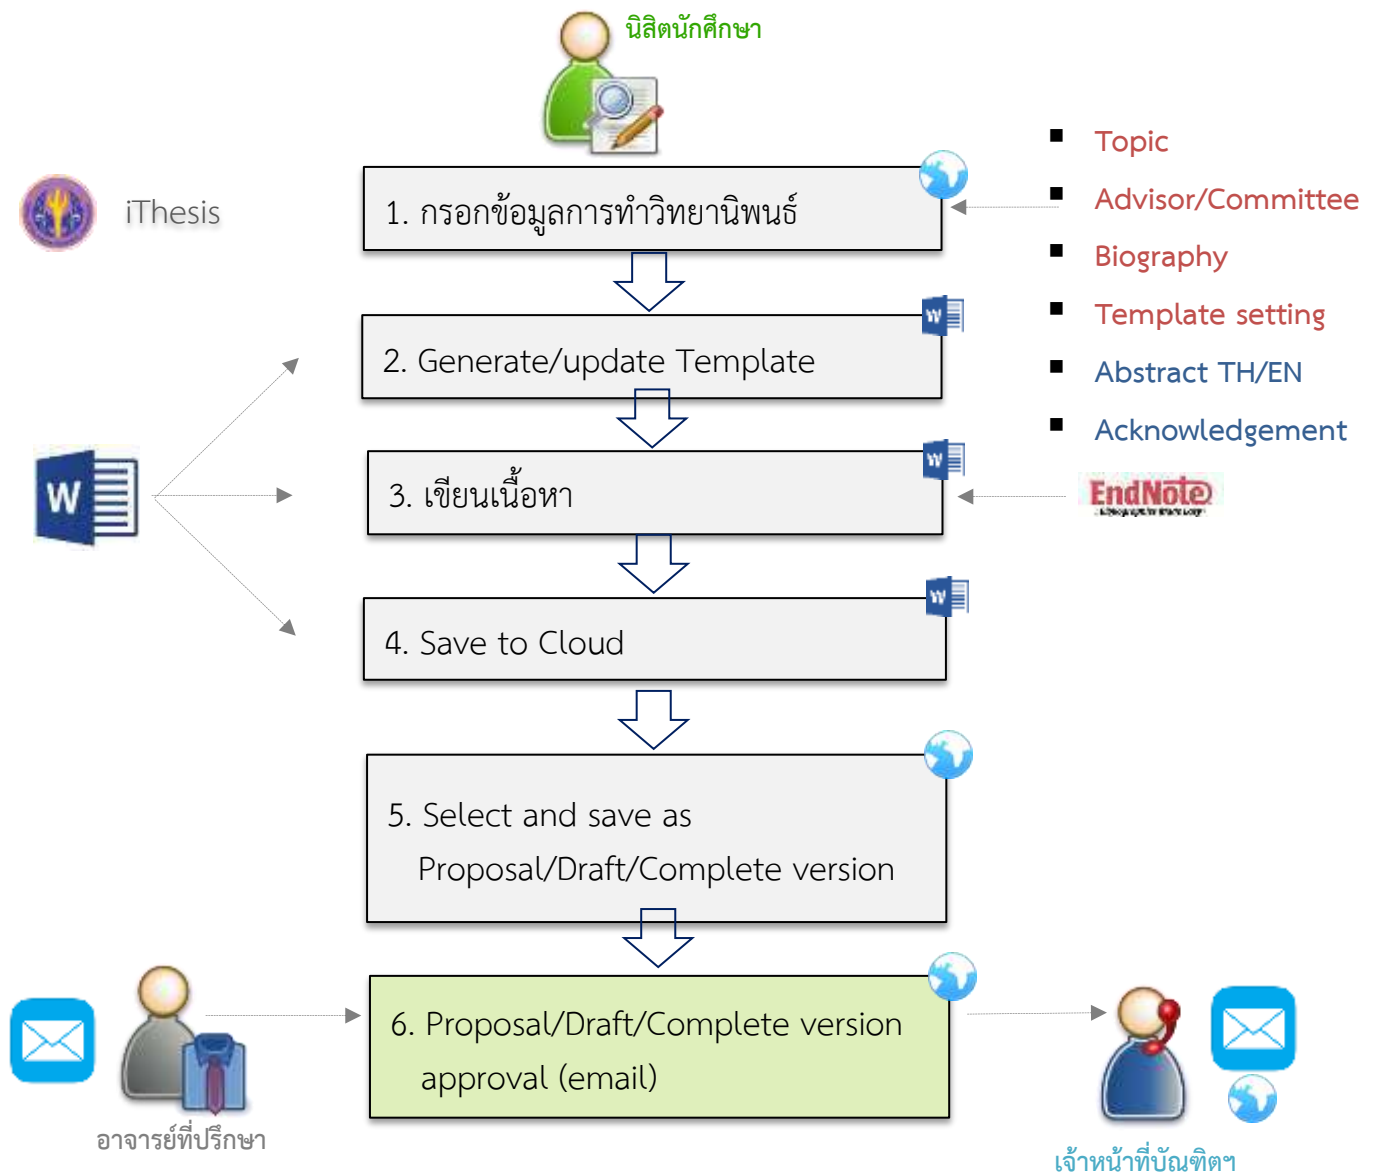 นิสิตนักศึกษา
iThesis
1. กรอกข้อมูลการทำวิทยานิพนธ์
Topic
Advisor/Committee
Biography
Template setting
Abstract TH/EN
Acknowledgement
2. Generate/update Template
W
W
3. เขียนเนื้อหา
W
EndNote
4. Save to Cloud
W
5. Select and save as
Proposal/Draft/Complete version
6. Proposal/Draft/Complete version
approval (email)
อาจารย์ที่ปรึกษา
เจ้าหน้าที่บัณฑิตฯ